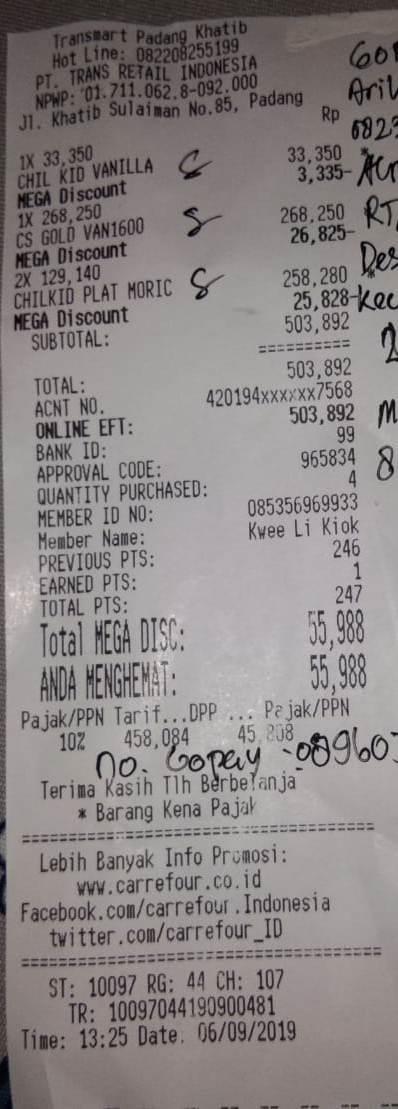 Transmart Padang Khatib
Hot Line: 082208255199
PT. TRANS RETAIL INDONESIA
NPWP: 01.711.062.8-092.000
Jl. Khatib Sulaiman No.85, Padang
Rp
1X 33,350
CHIL KID VANILLA 33,350 *
MEGA Discount 3,335-
1X 268,250
CS GOLD VAN1600 268,250
MEGA Discount 26,825-
2X 129,140
CHILKID PLAT MORIC 258,280 *
MEGA Discount 25,828-
SUBTOTAL: 503,892
==========
TOTAL: 503,892
ACNT NO. 420194xxxxxx7568
ONLINE EFT: 503,892
BANK ID: 99
APPROVAL CODE: 965834
QUANTITY PURCHASED: 4
MEMBER ID NO: 085356969933
Member Name: Kwee Li Kiok
PREVIOUS PTS: 246
EARNED PTS: 1
TOTAL PTS: 247
Total MEGA DISC: 55,988
ANDA MENGHEMAT: 55,988
Pajak/PPN Tarif...DPP ... Pajak/PPN
10% 458,084 45,808
no. Gopay -08960
Terima Kasih Tlh Berbelanja
* Barang Kena Pajak
===================================
Lebih Banyak Info Promosi:
www.carrefour.co.id
Facebook.com/carrefour.Indonesia
twitter.com/carrefour_ID
===================================
ST: 10097 RG: 44 CH: 107
TR: 10097044190900481
Time: 13:25 Date: 06/09/2019